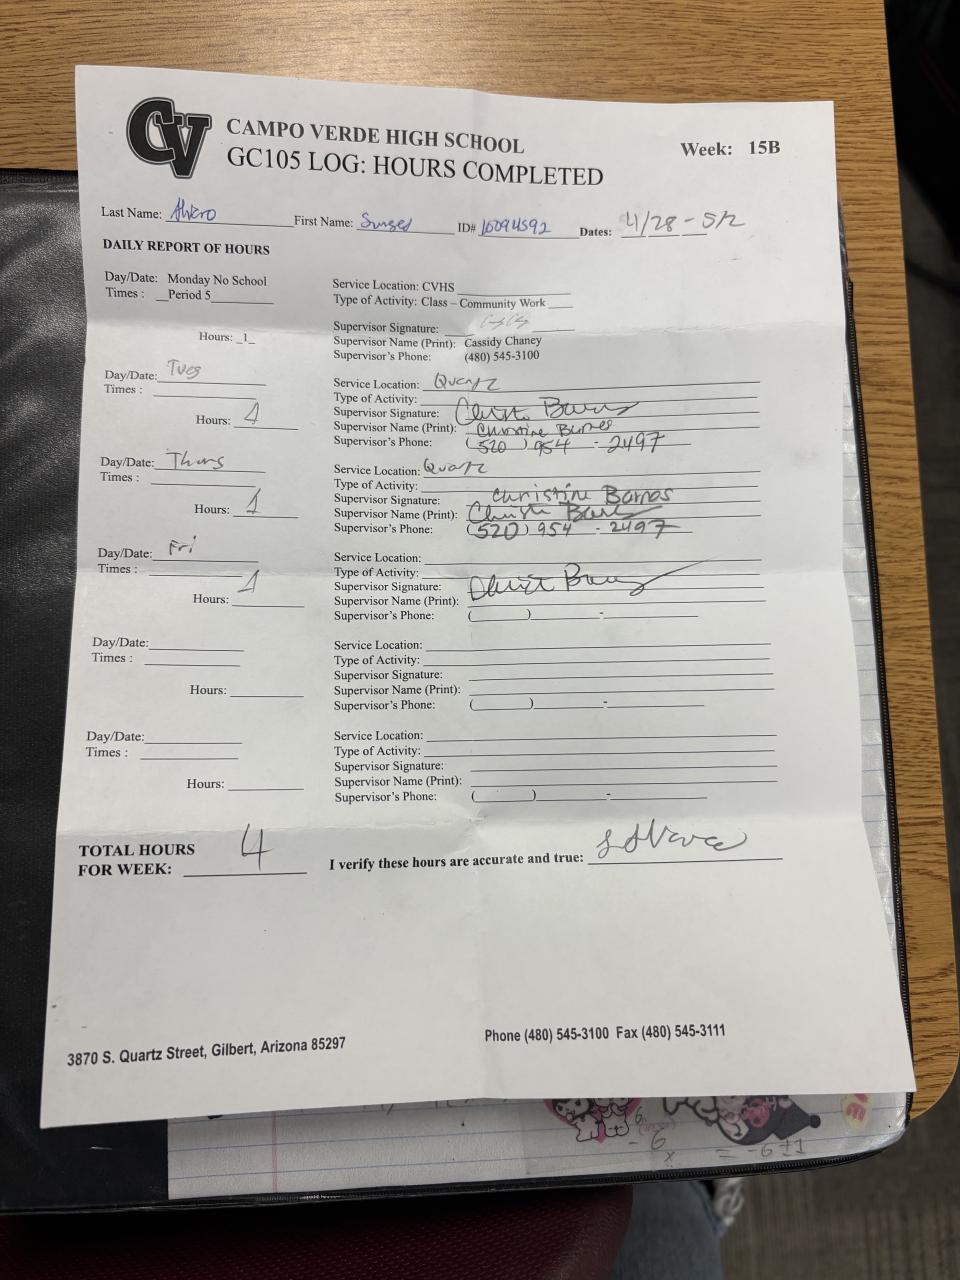 CV
CAMPO VERDE HIGH SCHOOL
GC105 LOG: HOURS COMPLETED
Week: 15B
Last Name: First Name: ID# 10094592 Dates: 4/28 - 5/2
DAILY REPORT OF HOURS
Day/Date: Monday No School
Times : Period 5
Hours: 1
Service Location: CVHS
Type of Activity: Class – Community Work
Supervisor Signature:
Supervisor Name (Print): Cassidy Chaney
Supervisor's Phone: (480) 545-3100
Day/Date: Tues
Times :
Hours: 1
Service Location: Quartz
Type of Activity:
Supervisor Signature:
Supervisor Name (Print): Christine Barnes
Supervisor's Phone: (520) 954 - 2497
Day/Date: Thurs
Times :
Hours: 1
Service Location: Quartz
Type of Activity:
Supervisor Signature: Christine Barnes
Supervisor Name (Print):
Supervisor's Phone: (520) 954 - 2497
Day/Date: Fri
Times :
Hours: 1
Service Location:
Type of Activity:
Supervisor Signature:
Supervisor Name (Print):
Supervisor's Phone: ( ) -
Day/Date:
Times :
Hours:
Service Location:
Type of Activity:
Supervisor Signature:
Supervisor Name (Print):
Supervisor's Phone: ( ) -
Day/Date:
Times :
Hours:
Service Location:
Type of Activity:
Supervisor Signature:
Supervisor Name (Print):
Supervisor's Phone: ( ) -
TOTAL HOURS
FOR WEEK: 4
I verify these hours are accurate and true:
3870 S. Quartz Street, Gilbert, Arizona 85297
Phone (480) 545-3100 Fax (480) 545-3111